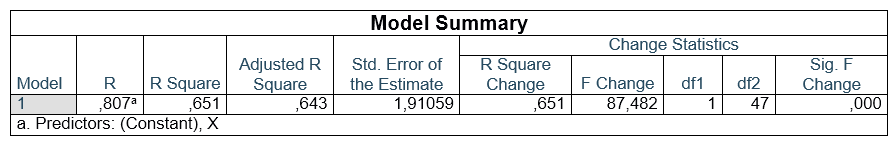 Model Summary
Change Statistics
Model R R Square Adjusted R Square Std. Error of the Estimate R Square Change F Change df1 df2 Sig. F Change
1 ,807a ,651 ,643 1,91059 ,651 87,482 1 47 ,000
a. Predictors: (Constant), X